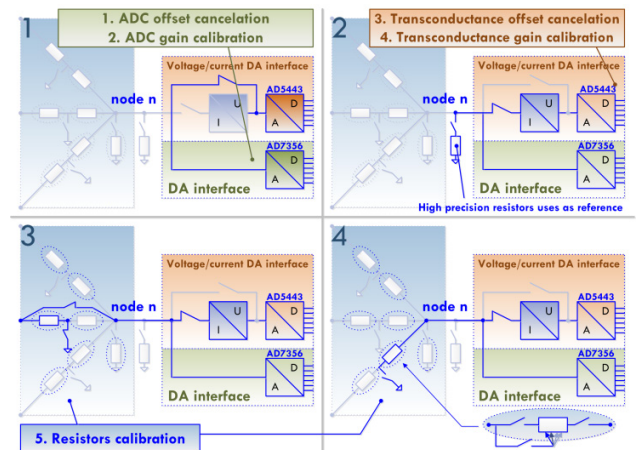 1
1. ADC offset cancelation
2. ADC gain calibration
Voltage/current DA interface
node n
U
I
AD5443
D
A
AD7356
D
A
DA interface
2
3. Transconductance offset cancelation
4. Transconductance gain calibration
Voltage/current DA interface
node n
U
I
AD5443
D
A
AD7356
D
A
DA interface
High precision resistors uses as reference
3
Voltage/current DA interface
node n
U
I
AD5443
D
A
AD7356
D
A
DA interface
4
Voltage/current DA interface
node n
U
I
AD5443
D
A
AD7356
D
A
DA interface
5. Resistors calibration